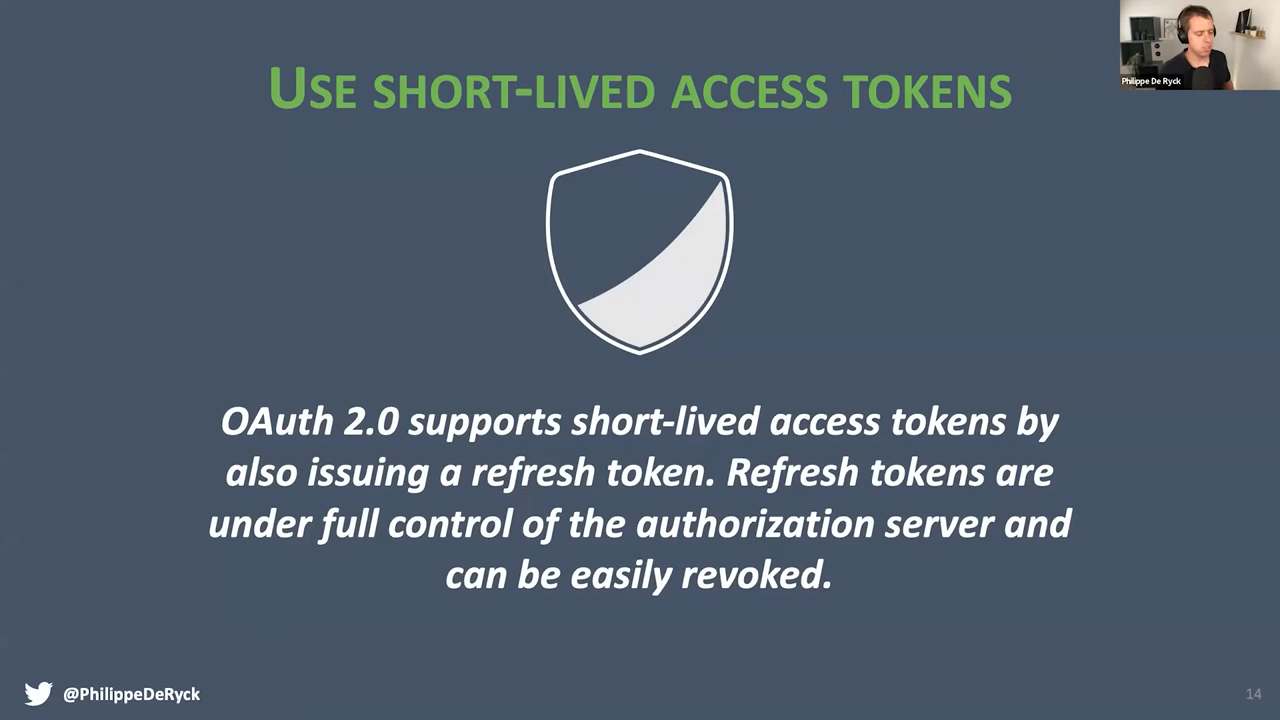 Philippe De Ryck
USE SHORT-LIVED ACCESS TOKENS
OAuth 2.0 supports short-lived access tokens by
also issuing a refresh token. Refresh tokens are
under full control of the authorization server and
can be easily revoked.
@PhilippeDeRyck
14